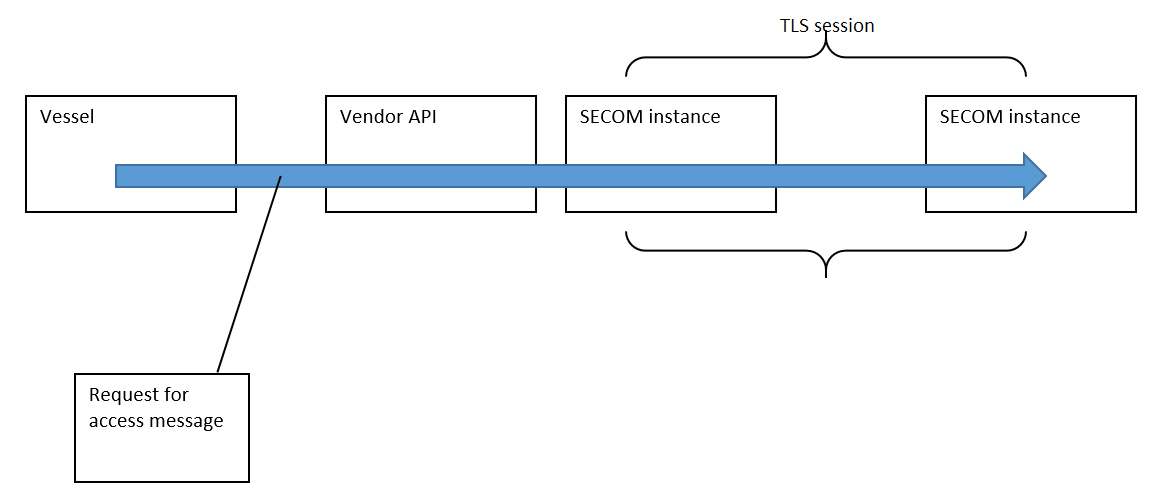 TLS session
Vessel
Vendor API
SECOM instance
SECOM instance
Request for
access message